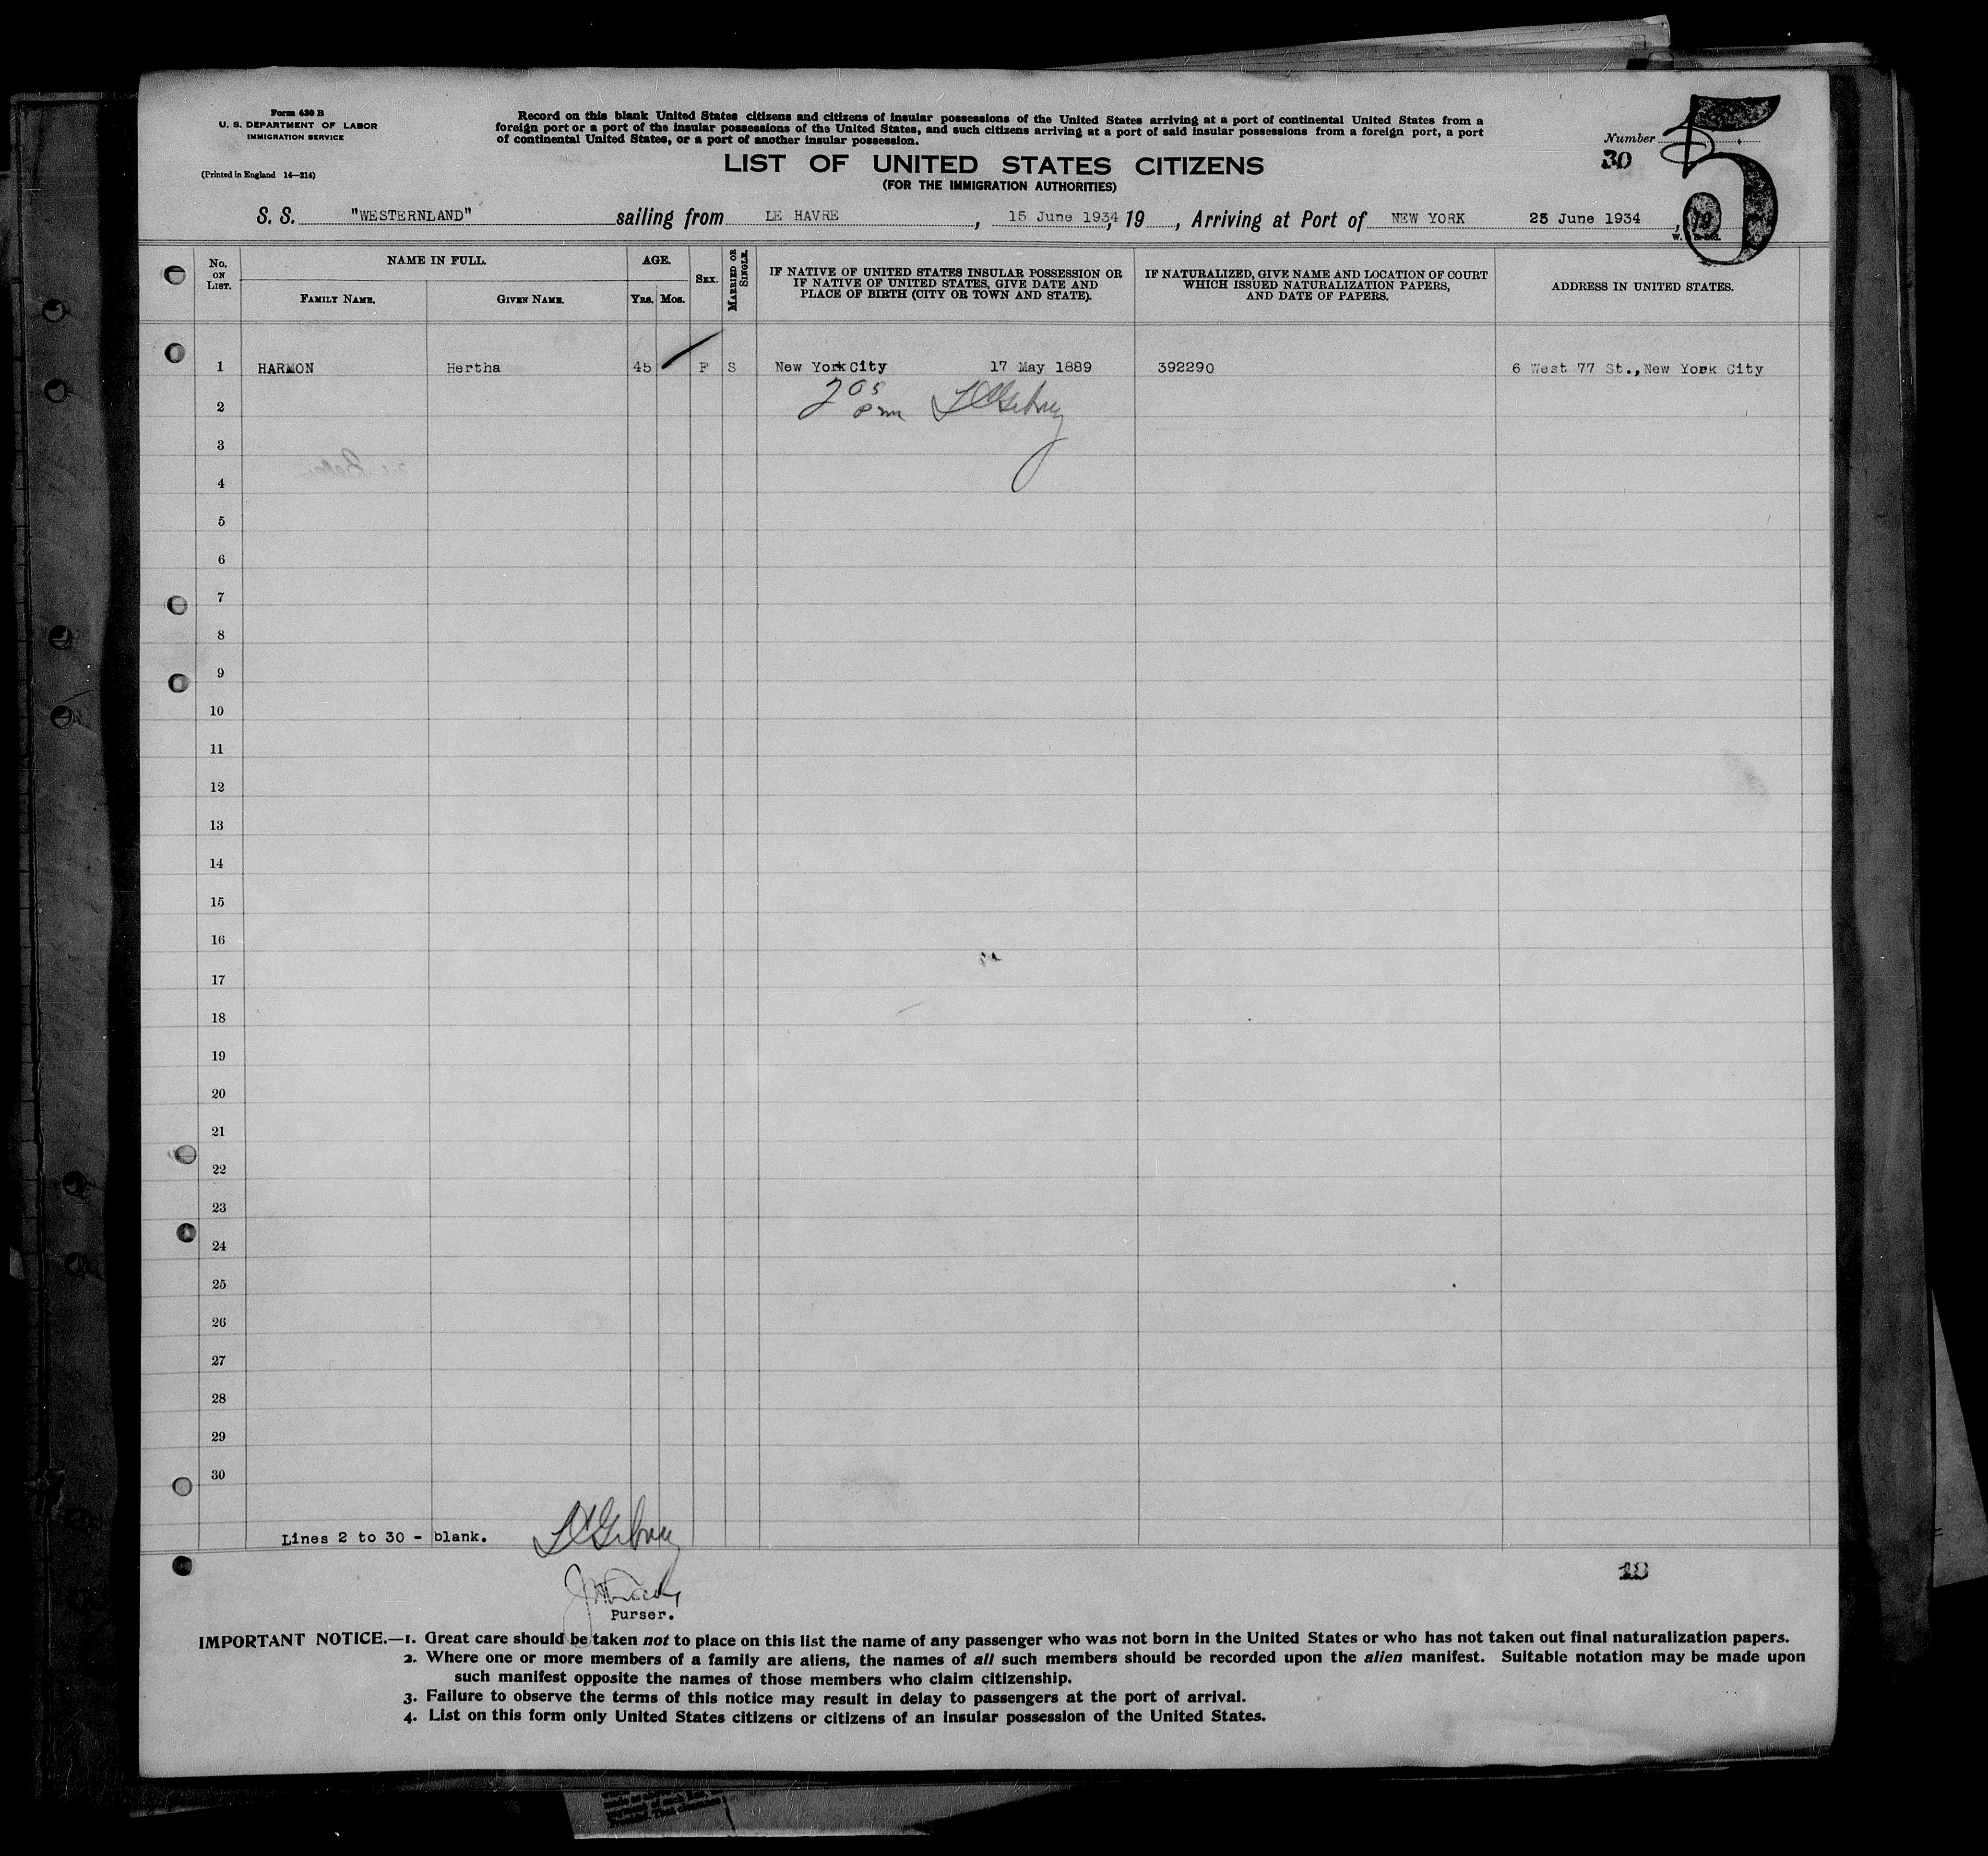 Form 630 B
U. S. DEPARTMENT OF LABOR
IMMIGRATION SERVICE
(Printed in England 14—214)
Record on this blank United States citizens and citizens of insular possessions of the United States arriving at a port of continental United States from a
foreign port or a port of the insular possessions of the United States, and such citizens arriving at a port of said insular possessions from a foreign port, a port
of continental United States, or a port of another insular possession.
LIST OF UNITED STATES CITIZENS
(FOR THE IMMIGRATION AUTHORITIES)
Number 5
30
S. S. "WESTERNLAND" sailing from LE HAVRE, 15 June 1934, 19 , Arriving at Port of NEW YORK 25 June 1934, 19
No. ON LIST.
NAME IN FULL.
FAMILY NAME.
GIVEN NAME.
AGE.
YRS. MOS.
SEX.
MARRIED OR SINGLE.
IF NATIVE OF UNITED STATES INSULAR POSSESSION OR
IF NATIVE OF UNITED STATES, GIVE DATE AND
PLACE OF BIRTH (CITY OR TOWN AND STATE).
IF NATURALIZED, GIVE NAME AND LOCATION OF COURT
WHICH ISSUED NATURALIZATION PAPERS,
AND DATE OF PAPERS.
ADDRESS IN UNITED STATES.
1 HARMON Hertha 45 F S New York City 17 May 1889 392290 6 West 77 St., New York City
2 205 pm
3
4
5
6
7
8
9
10
11
12
13
14
15
16
17
18
19
20
21
22
23
24
25
26
27
28
29
30
Lines 2 to 30 - blank.
18
Purser.
IMPORTANT NOTICE.—1. Great care should be taken not to place on this list the name of any passenger who was not born in the United States or who has not taken out final naturalization papers.
2. Where one or more members of a family are aliens, the names of all such members should be recorded upon the alien manifest. Suitable notation may be made upon
such manifest opposite the names of those members who claim citizenship.
3. Failure to observe the terms of this notice may result in delay to passengers at the port of arrival.
4. List on this form only United States citizens or citizens of an insular possession of the United States.